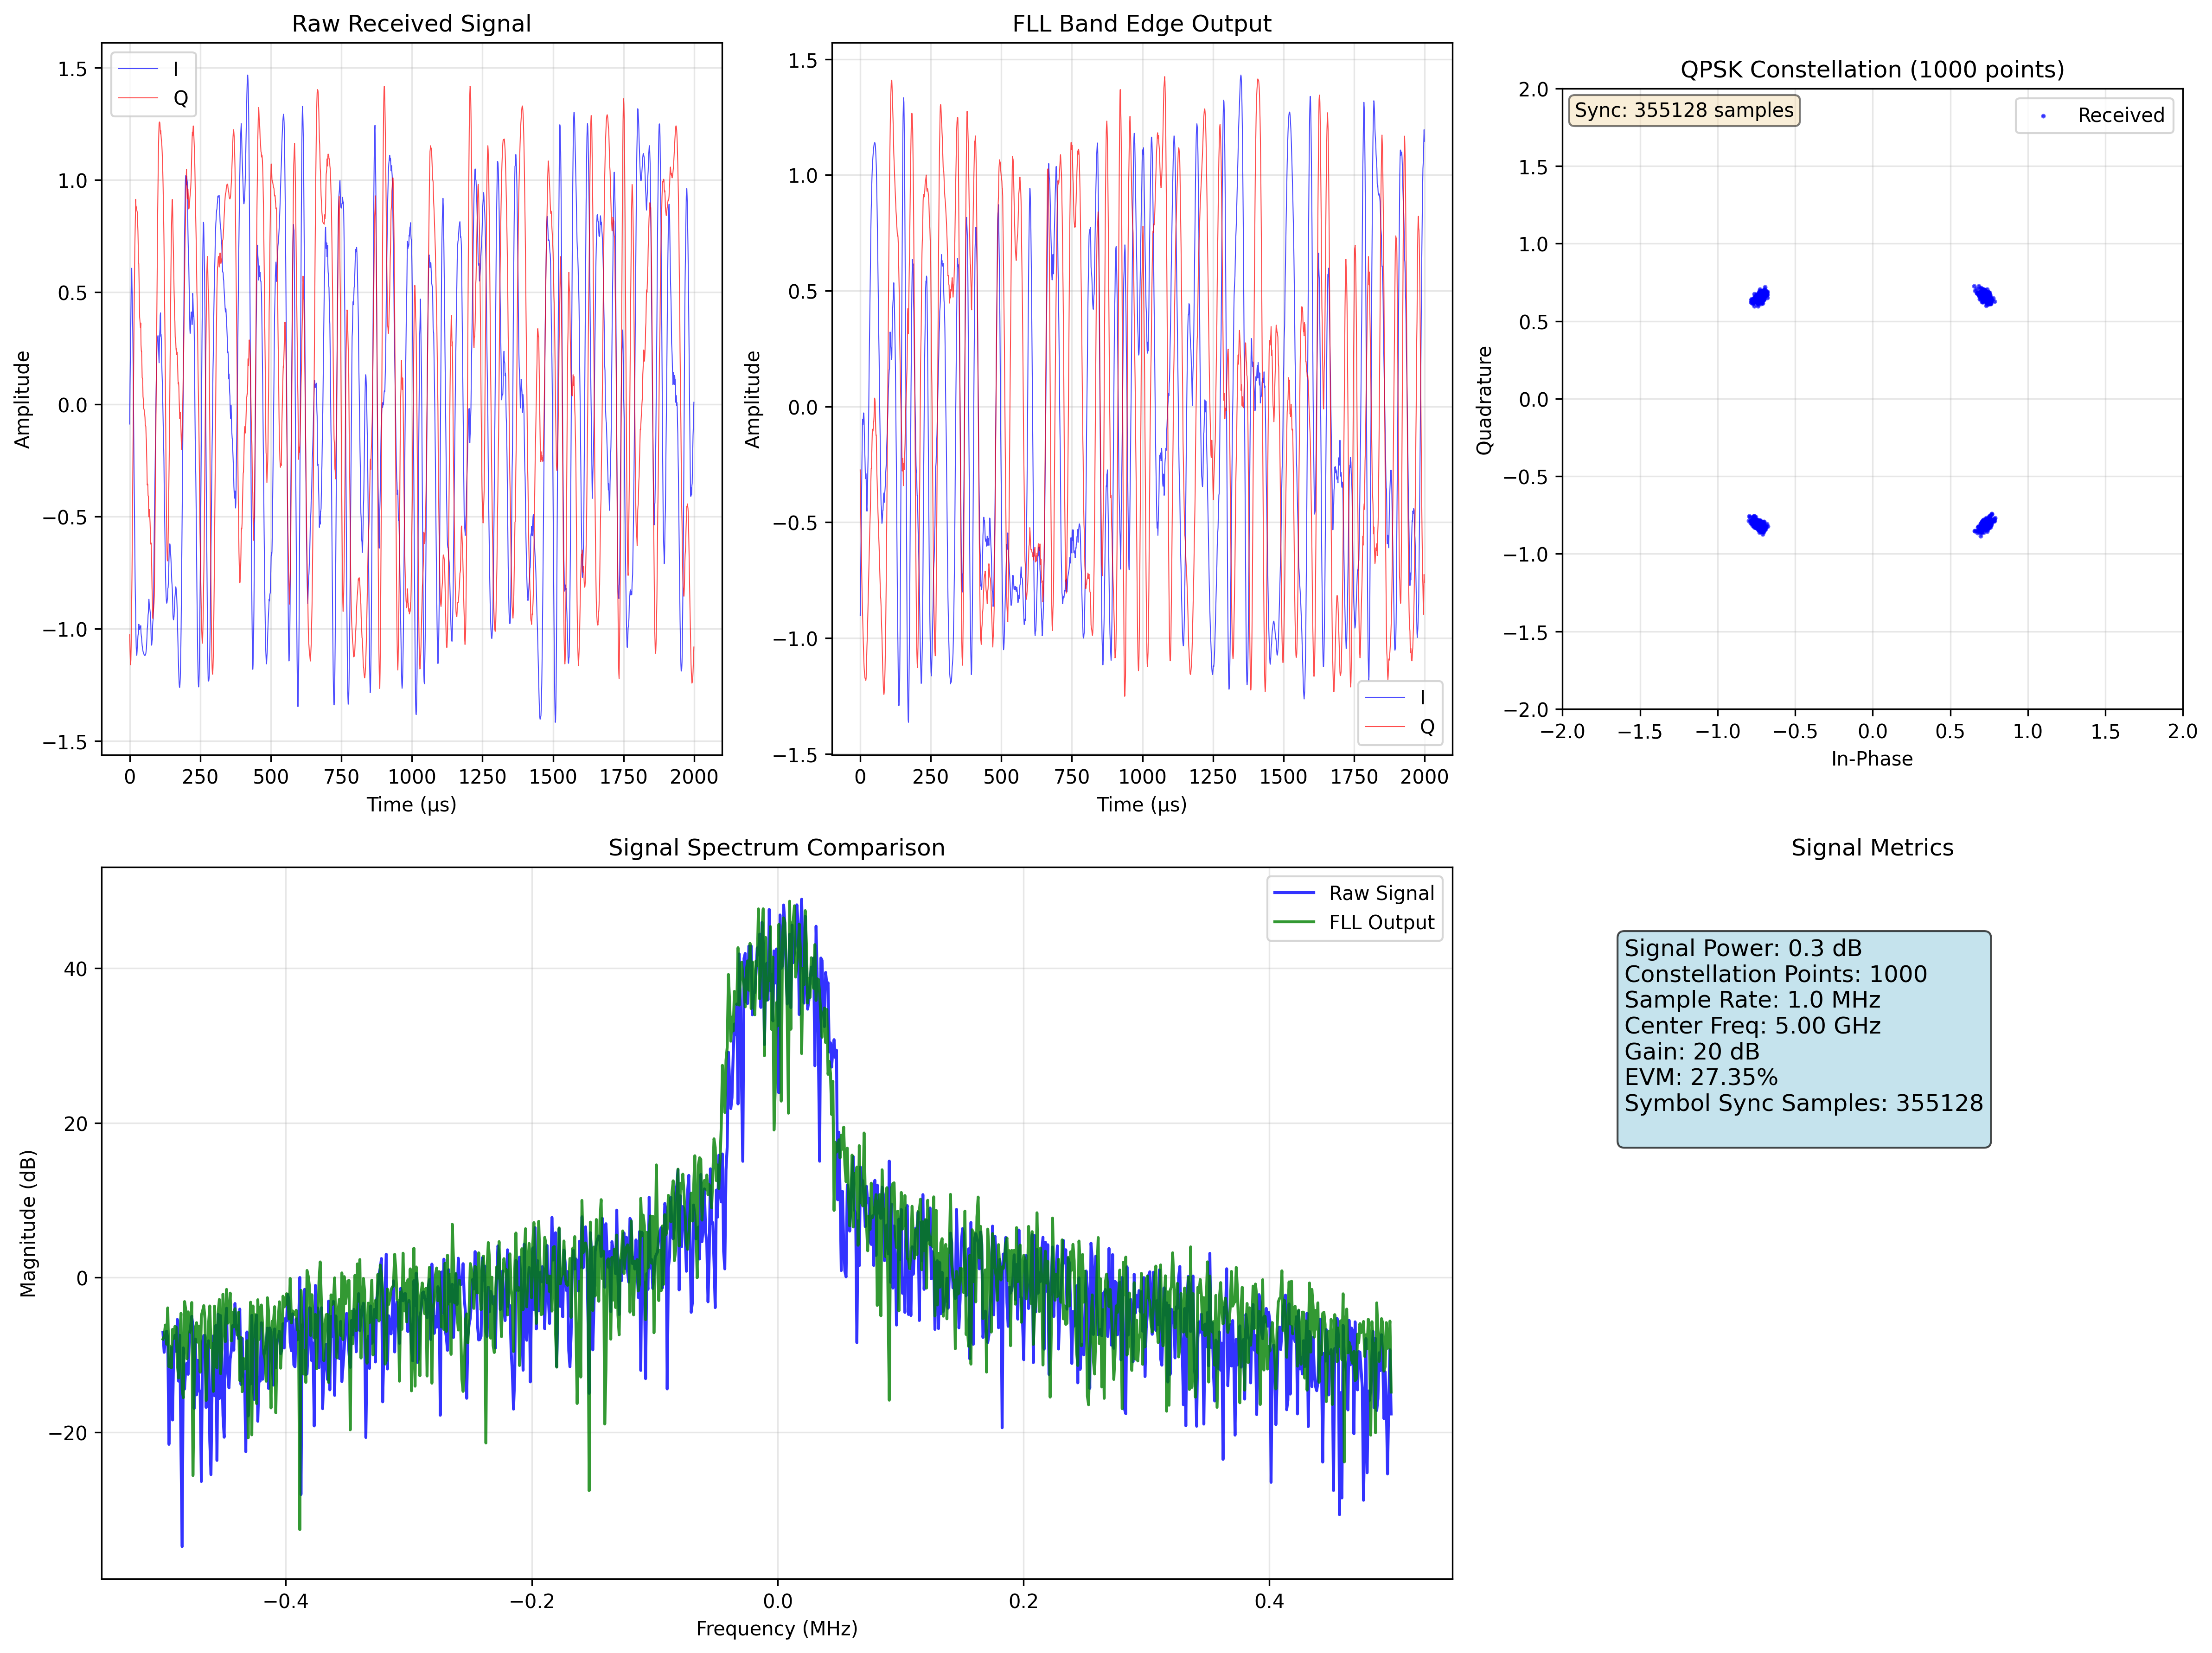 Raw Received Signal
I
Q
1.5
1.0
0.5
0.0
−0.5
−1.0
−1.5
Amplitude
0 250 500 750 1000 1250 1500 1750 2000
Time (μs)
FLL Band Edge Output
1.5
1.0
0.5
0.0
−0.5
−1.0
−1.5
Amplitude
I
Q
0 250 500 750 1000 1250 1500 1750 2000
Time (μs)
QPSK Constellation (1000 points)
Sync: 355128 samples
Received
2.0
1.5
1.0
0.5
0.0
−0.5
−1.0
−1.5
−2.0
Quadrature
−2.0 −1.5 −1.0 −0.5 0.0 0.5 1.0 1.5 2.0
In-Phase
Signal Spectrum Comparison
Raw Signal
FLL Output
40
20
0
−20
Magnitude (dB)
−0.4 −0.2 0.0 0.2 0.4
Frequency (MHz)
Signal Metrics
Signal Power: 0.3 dB
Constellation Points: 1000
Sample Rate: 1.0 MHz
Center Freq: 5.00 GHz
Gain: 20 dB
EVM: 27.35%
Symbol Sync Samples: 355128